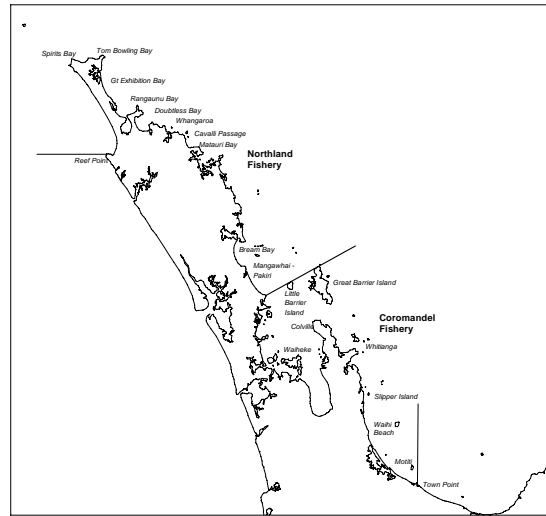 Spirits Bay
Tom Bowling Bay
Gt Exhibition Bay
Rangaunu Bay
Doubtless Bay
Whangaroa
Cavalli Passage
Matauri Bay
Reef Point
Northland
Fishery
Bream Bay
Mangawhai -
Pakiri
Great Barrier Island
Little
Barrier
Island
Coromandel
Fishery
Colville
Whitianga
Waiheke
Slipper Island
Waihi
Beach
Motiti
Town Point